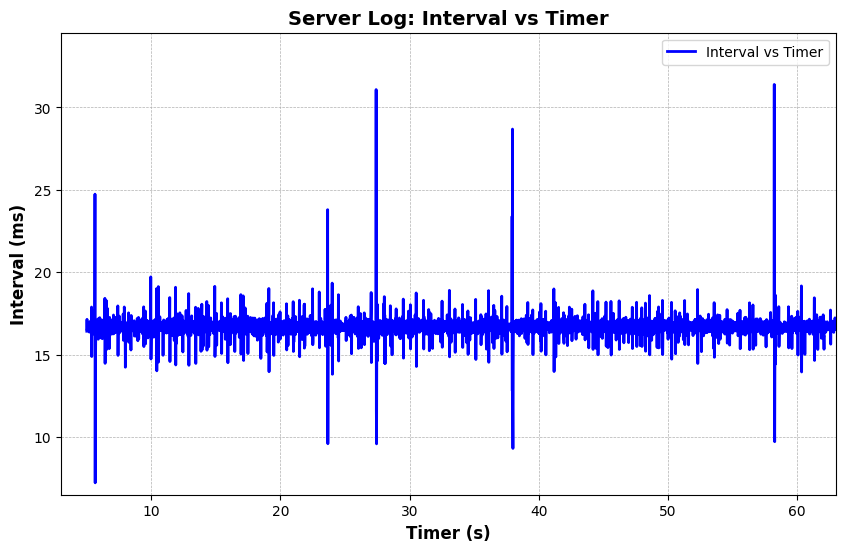 Server Log: Interval vs Timer
Interval vs Timer
Interval (ms)
30
25
20
15
10
10 20 30 40 50 60
Timer (s)